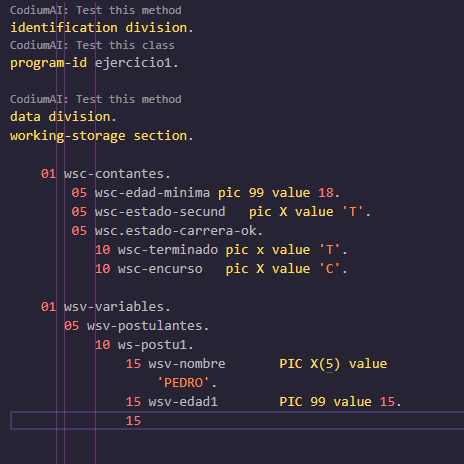 CodiumAI: Test this method
identification division.
CodiumAI: Test this class
program-id ejercicio1.
CodiumAI: Test this method
data division.
working-storage section.
01 wsc-contantes.
05 wsc-edad-minima pic 99 value 18.
05 wsc-estado-secund pic X value 'T'.
05 wsc.estado-carrera-ok.
10 wsc-terminado pic x value 'T'.
10 wsc-encurso pic X value 'C'.
01 wsv-variables.
05 wsv-postulantes.
10 ws-postu1.
15 wsv-nombre PIC X(5) value
'PEDRO'.
15 wsv-edad1 PIC 99 value 15.
15